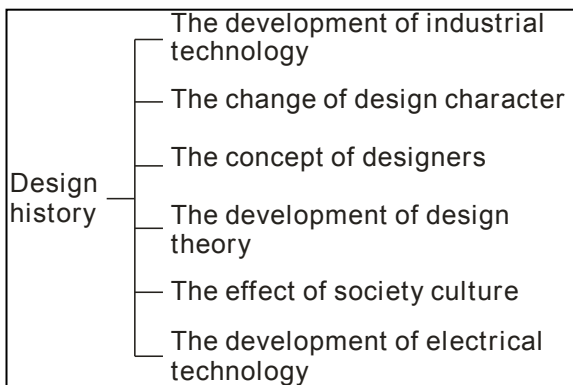 The development of industrial
technology
The change of design character
The concept of designers
Design
history
The development of design
theory
The effect of society culture
The development of electrical
technology